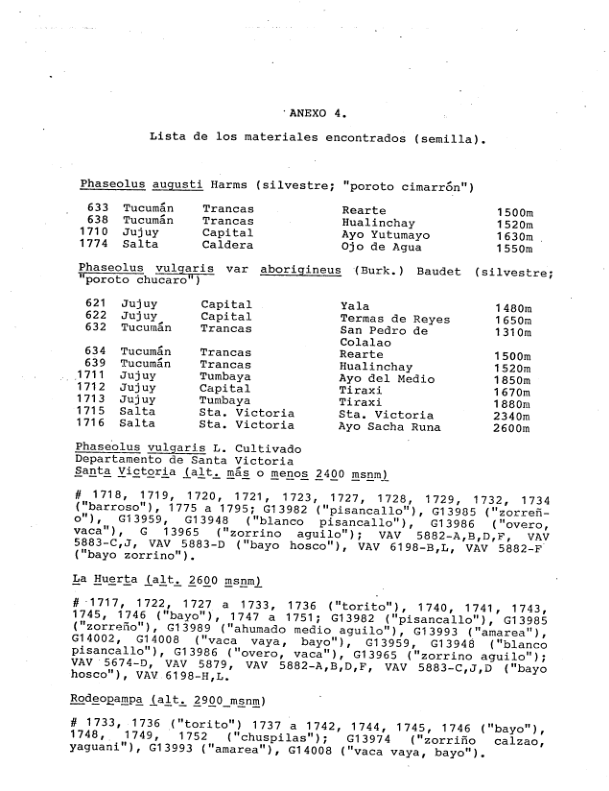 ANEXO 4.
Lista de los materiales encontrados (semilla).
Phaseolus augusti Harms (silvestre; "poroto cimarrón")
633 Tucumán Trancas Rearte 1500m
638 Tucumán Trancas Hualinchay 1520m
1710 Jujuy Capital Ayo Yutumayo 1630m
1774 Salta Caldera Ojo de Agua 1550m
Phaseolus vulgaris var aborigineus (Burk.) Baudet (silvestre;
"poroto chucaro")
621 Jujuy Capital Yala 1480m
622 Jujuy Capital Termas de Reyes 1650m
632 Tucumán Trancas San Pedro de 1310m
Colalao
634 Tucumán Trancas Rearte 1500m
639 Tucumán Trancas Hualinchay 1520m
1711 Jujuy Tumbaya Ayo del Medio 1850m
1712 Jujuy Capital Tiraxi 1670m
1713 Jujuy Tumbaya Tiraxi 1880m
1715 Salta Sta. Victoria Sta. Victoria 2340m
1716 Salta Sta. Victoria Ayo Sacha Runa 2600m
Phaseolus vulgaris L. Cultivado
Departamento de Santa Victoria
Santa Victoria (alt. más o menos 2400 msnm)
# 1718, 1719, 1720, 1721, 1723, 1727, 1728, 1729, 1732, 1734
("barroso"), 1775 a 1795; G13982 ("pisancallo"), G13985 ("zorreñ-
o"), G13959, G13948 ("blanco pisancallo"), G13986 ("overo,
vaca"), G 13965 ("zorrino aguilo"); VAV 5882-A,B,D,F, VAV
5883-C,J, VAV 5883-D ("bayo hosco"), VAV 6198-B,L, VAV 5882-F
("bayo zorrino").
La Huerta (alt. 2600 msnm)
# 1717, 1722, 1727 a 1733, 1736 ("torito"), 1740, 1741, 1743,
1745, 1746 ("bayo"), 1747 a 1751; G13982 ("pisancallo"), G13985
("zorreño"), G13989 ("ahumado medio aguilo"), G13993 ("amarea"),
G14002, G14008 ("vaca vaya, bayo"), G13959, G13948 ("blanco
pisancallo"), G13986 ("overo, vaca"), G13965 ("zorrino aguilo");
VAV 5674-D, VAV 5879, VAV 5882-A,B,D,F, VAV 5883-C,J,D ("bayo
hosco"), VAV 6198-H,L.
Rodeopampa (alt. 2900 msnm)
# 1733, 1736 ("torito") 1737 a 1742, 1744, 1745, 1746 ("bayo"),
1748, 1749, 1752 ("chuspilas"); G13974 ("zorriño calzao,
yaguani"), G13993 ("amarea"), G14008 ("vaca vaya, bayo").